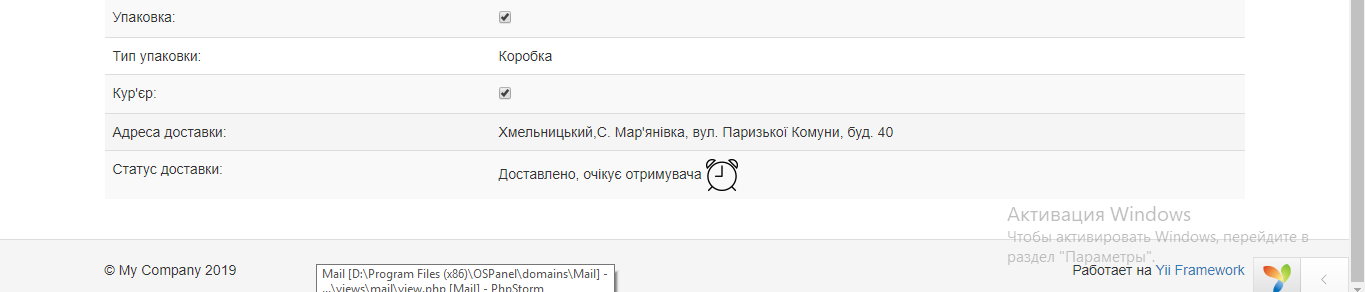 Упаковка:
Тип упаковки: Коробка
Кур'єр:
Адреса доставки: Хмельницький,С. Мар'янівка, вул. Паризької Комуни, буд. 40
Статус доставки: Доставлено, очікує отримувача
Активация Windows
Чтобы активировать Windows, перейдите в
раздел "Параметры".
© My Company 2019 Работает на Yii Framework
Mail [D:\Program Files (x86)\OSPanel\domains\Mail] -
...\views\mail\view.php [Mail] - PhpStorm